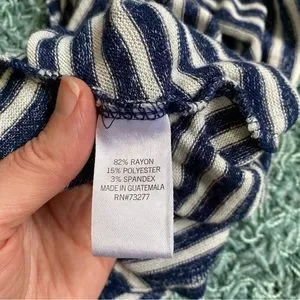 82% RAYON
15% POLYESTER
3% SPANDEX
MADE IN GUATEMALA
RN#73277